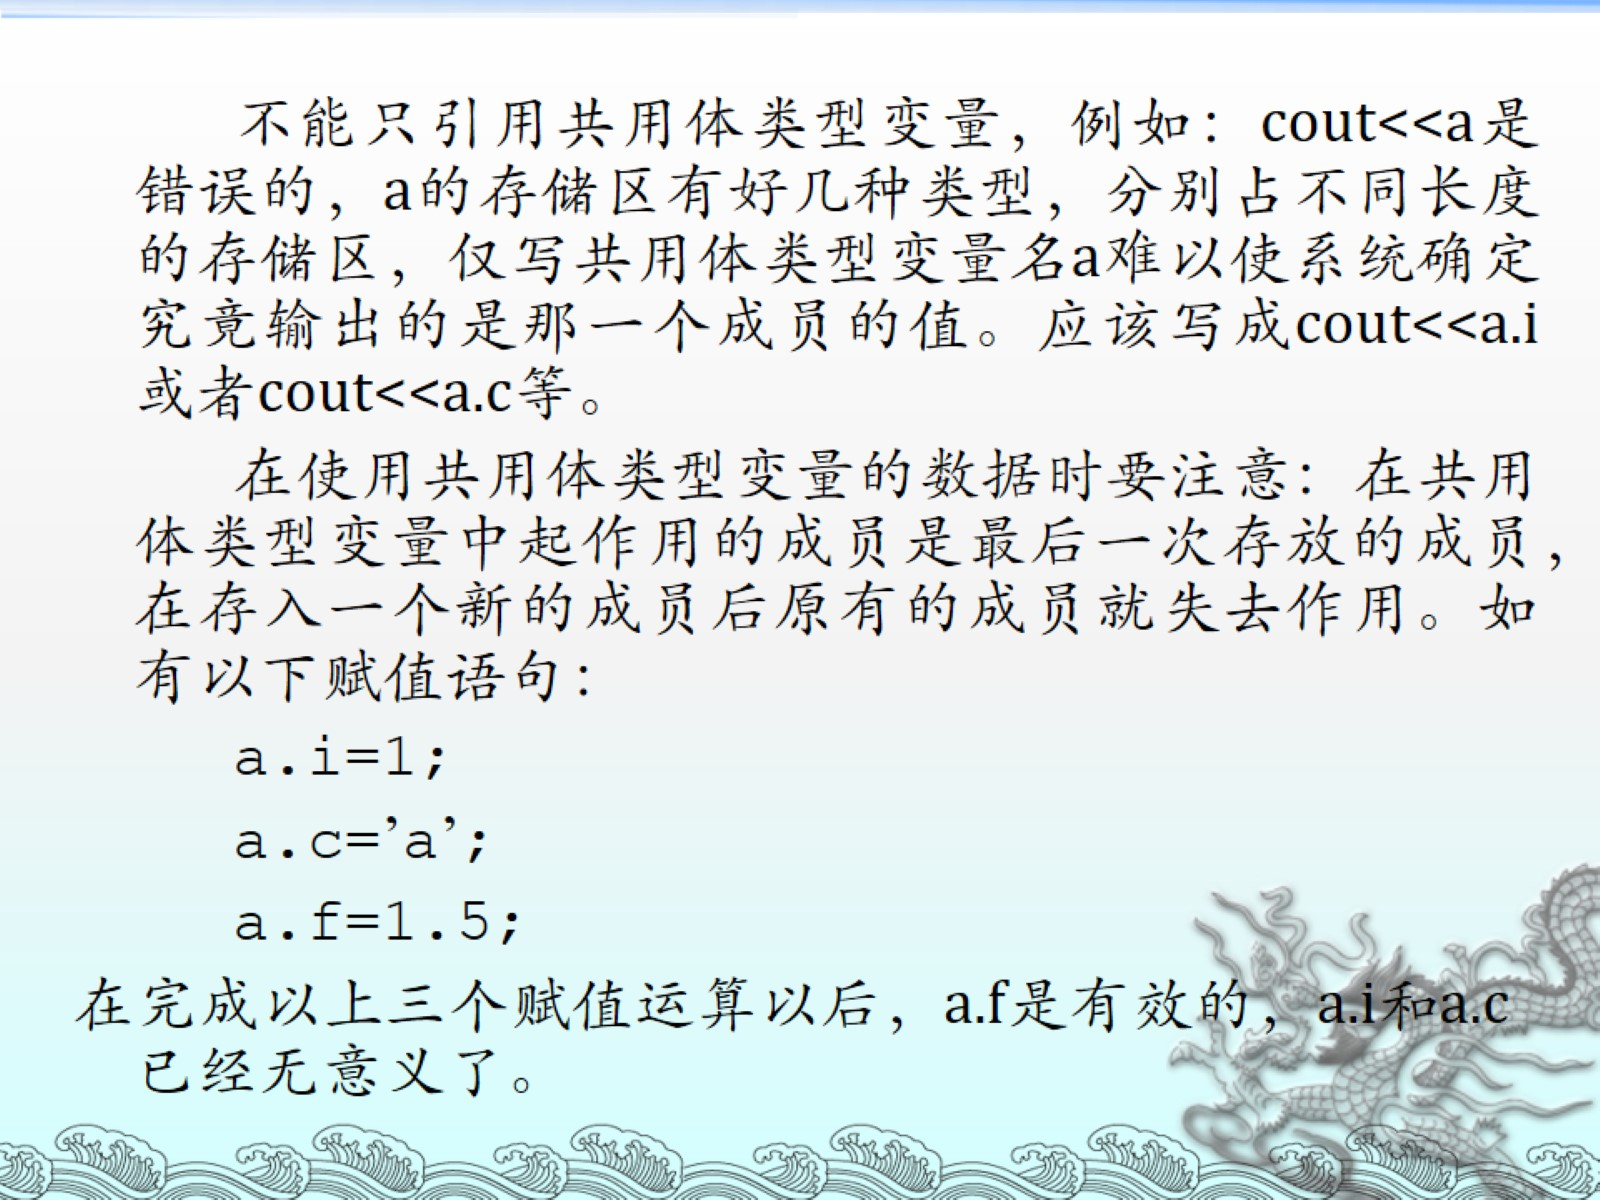 不能只引用共用体类型变量，例如：cout<<a是
错误的，a的存储区有好几种类型，分别占不同长度
的存储区，仅写共用体类型变量名a难以使系统确定
究竟输出的是那一个成员的值。应该写成cout<<a.i
或者cout<<a.c等。
在使用共用体类型变量的数据时要注意：在共用
体类型变量中起作用的成员是最后一次存放的成员，
在存入一个新的成员后原有的成员就失去作用。如
有以下赋值语句：
a.i=1;
a.c=’a’;
a.f=1.5;
在完成以上三个赋值运算以后，a.f是有效的，a.i和a.c
已经无意义了。